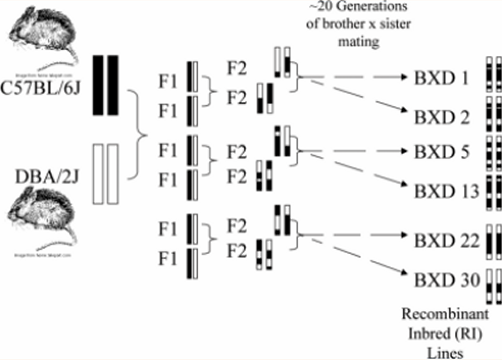 ~20 Generations
of brother x sister
mating
C57BL/6J
DBA/2J
F1
F1
F1
F1
F1
F1
F2
F2
F2
F2
F2
F2
BXD 1
BXD 2
BXD 5
BXD 13
BXD 22
BXD 30
Recombinant
Inbred (RI)
Lines